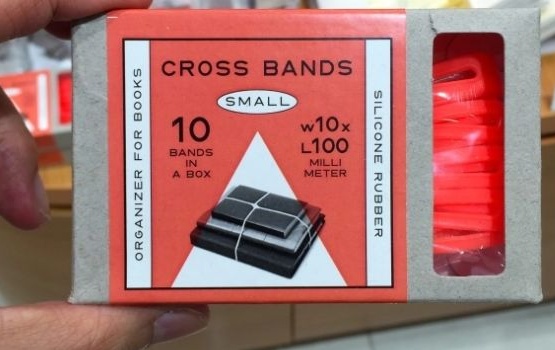 CROSS BANDS
SMALL
10
BANDS
IN
A BOX
W10x
L100
MILLI
METER
ORGANIZER FOR BOOKS
SILICONE RUBBER